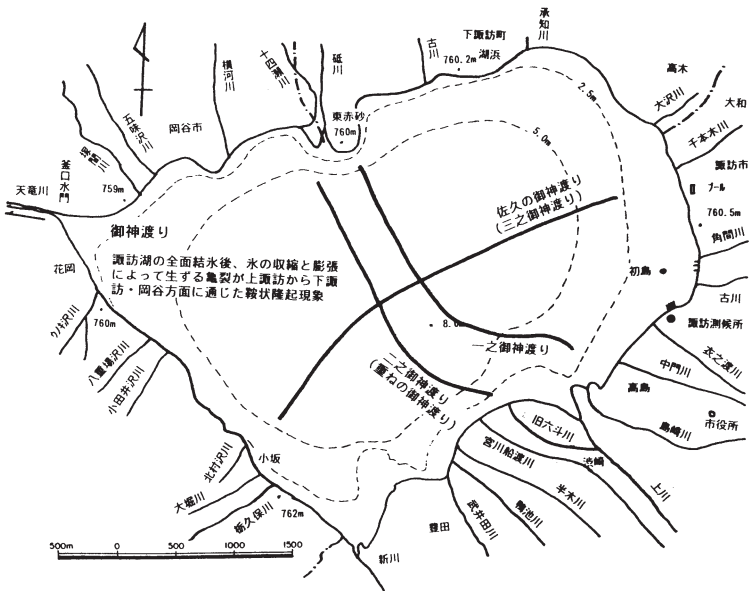 承知川
下諏訪町
湖浜
760.2m
古川
砥川
十四瀬川
横河川
東赤砂
760m
2.5m
5.0m
高木
大沢川
大和
千本木川
諏訪市
プール
760.5m
角間川
岡谷市
五味沢川
塚間川
釜口水門
天竜川
759m
御神渡り
諏訪湖の全面結氷後、氷の収縮と膨張
によって生ずる亀裂が上諏訪から下諏
訪・岡谷方面に通じた鞍状隆起現象
佐久の御神渡り
(三之御神渡り)
初島
古川
諏訪測候所
衣之渡川
中門川
高島
島崎川
市役所
花岡
760m
八重場沢川
小田井沢川
8.0
一之御神渡り
二之御神渡り
(重ねの御神渡り)
旧六斗川
宮川船渡川
渋崎
上川
半木川
鴨池川
武井田川
豊田
新川
小坂
北村沢川
大堀川
栃久保川
762m
500m 0 500 1000 1500